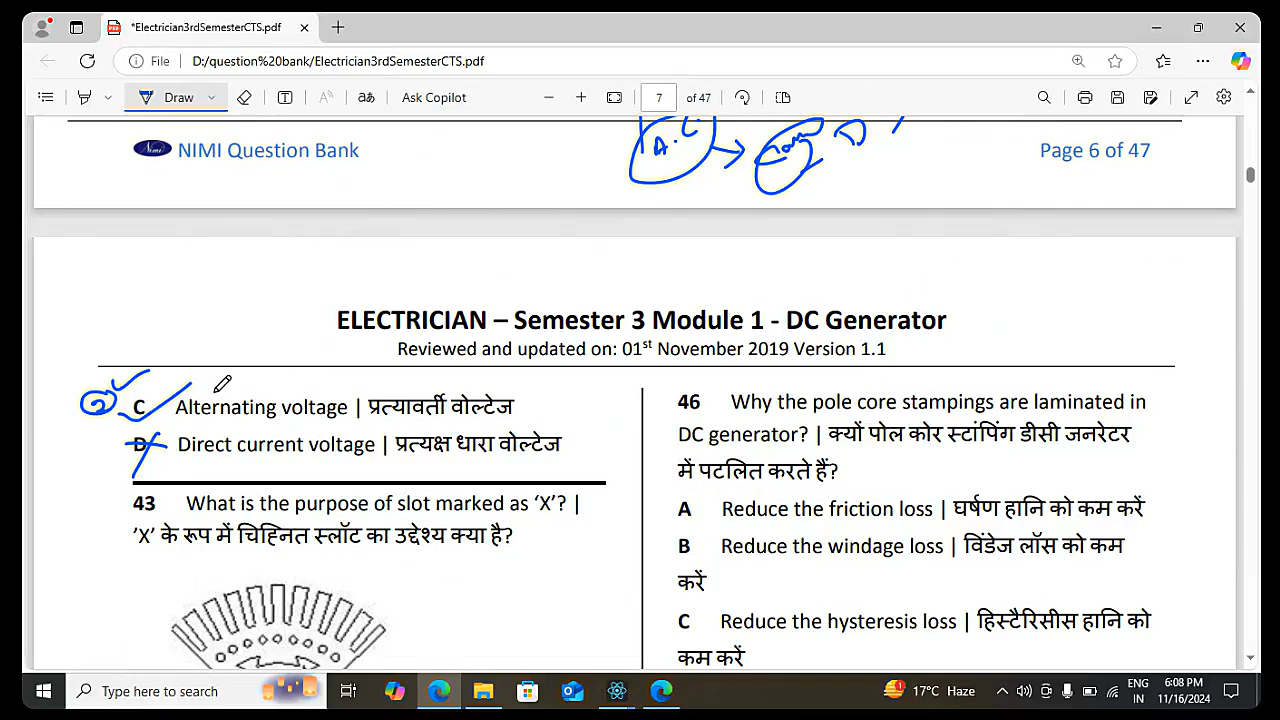 *Electrician3rdSemesterCTS.pdf
File D:/question%20bank/Electrician3rdSemesterCTS.pdf
Draw Ask Copilot 7 of 47
A.C
NIMI Question Bank Page 6 of 47
ELECTRICIAN – Semester 3 Module 1 - DC Generator
Reviewed and updated on: 01st November 2019 Version 1.1
C Alternating voltage | प्रत्यावर्ती वोल्टेज
D Direct current voltage | प्रत्यक्ष धारा वोल्टेज
43 What is the purpose of slot marked as ‘X’? |
’X’ के रूप में चिह्नित स्लॉट का उद्देश्य क्या है?
46 Why the pole core stampings are laminated in
DC generator? | क्यों पोल कोर स्टांपिंग डीसी जनरेटर
में पटलित करते हैं?
A Reduce the friction loss | घर्षण हानि को कम करें
B Reduce the windage loss | विंडेज लॉस को कम
करें
C Reduce the hysteresis loss | हिस्टैरिसीस हानि को
कम करें
Type here to search
17°C Haze
ENG
IN
6:08 PM
11/16/2024